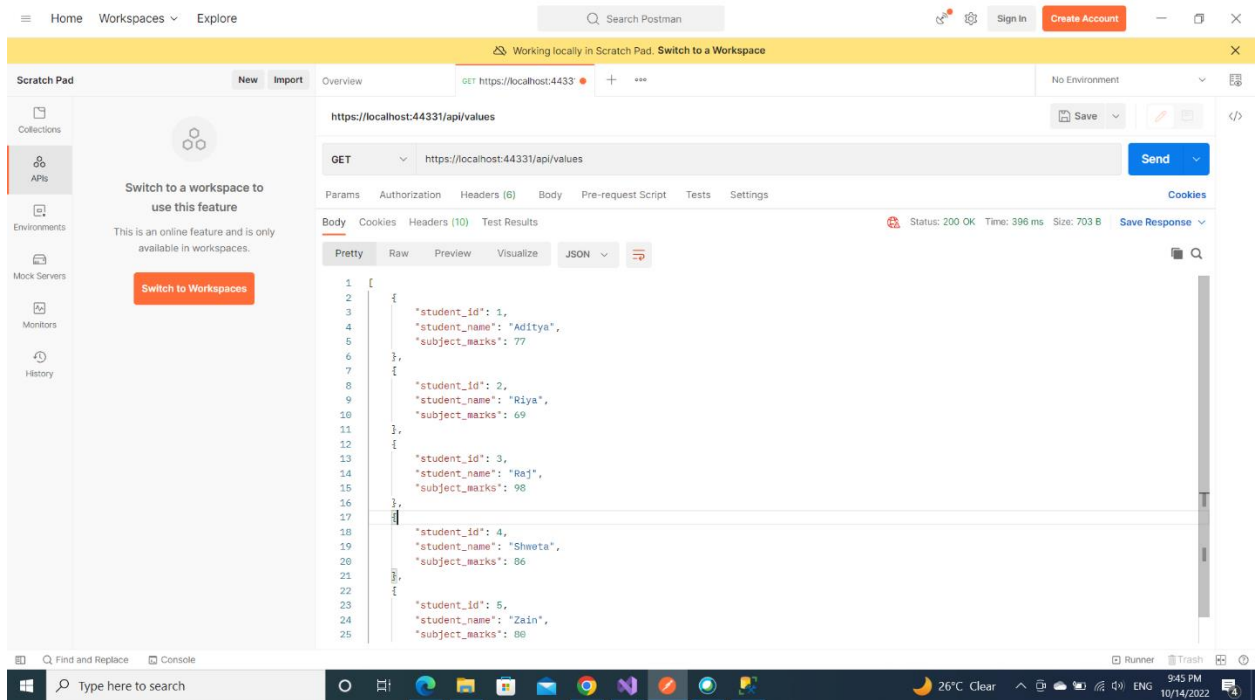 Home Workspaces Explore Search Postman Sign In Create Account
Working locally in Scratch Pad. Switch to a Workspace
Scratch Pad New Import Overview GET https://localhost:4433 No Environment
https://localhost:44331/api/values Save
Collections
APIs
Environments
Mock Servers
Monitors
History
Switch to a workspace to
use this feature
This is an online feature and is only
available in workspaces.
Switch to Workspaces
GET https://localhost:44331/api/values Send
Params Authorization Headers (6) Body Pre-request Script Tests Settings Cookies
Body Cookies Headers (10) Test Results Status: 200 OK Time: 396 ms Size: 703 B Save Response
Pretty Raw Preview Visualize JSON
1 [
2 {
3 "student_id": 1,
4 "student_name": "Aditya",
5 "subject_marks": 77
6 },
7 {
8 "student_id": 2,
9 "student_name": "Riya",
10 "subject_marks": 69
11 },
12 {
13 "student_id": 3,
14 "student_name": "Raj",
15 "subject_marks": 98
16 },
17 {
18 "student_id": 4,
19 "student_name": "Shweta",
20 "subject_marks": 86
21 },
22 {
23 "student_id": 5,
24 "student_name": "Zain",
25 "subject_marks": 80
Find and Replace Console Runner Trash
Type here to search 26°C Clear ENG 9:45 PM
10/14/2022 4